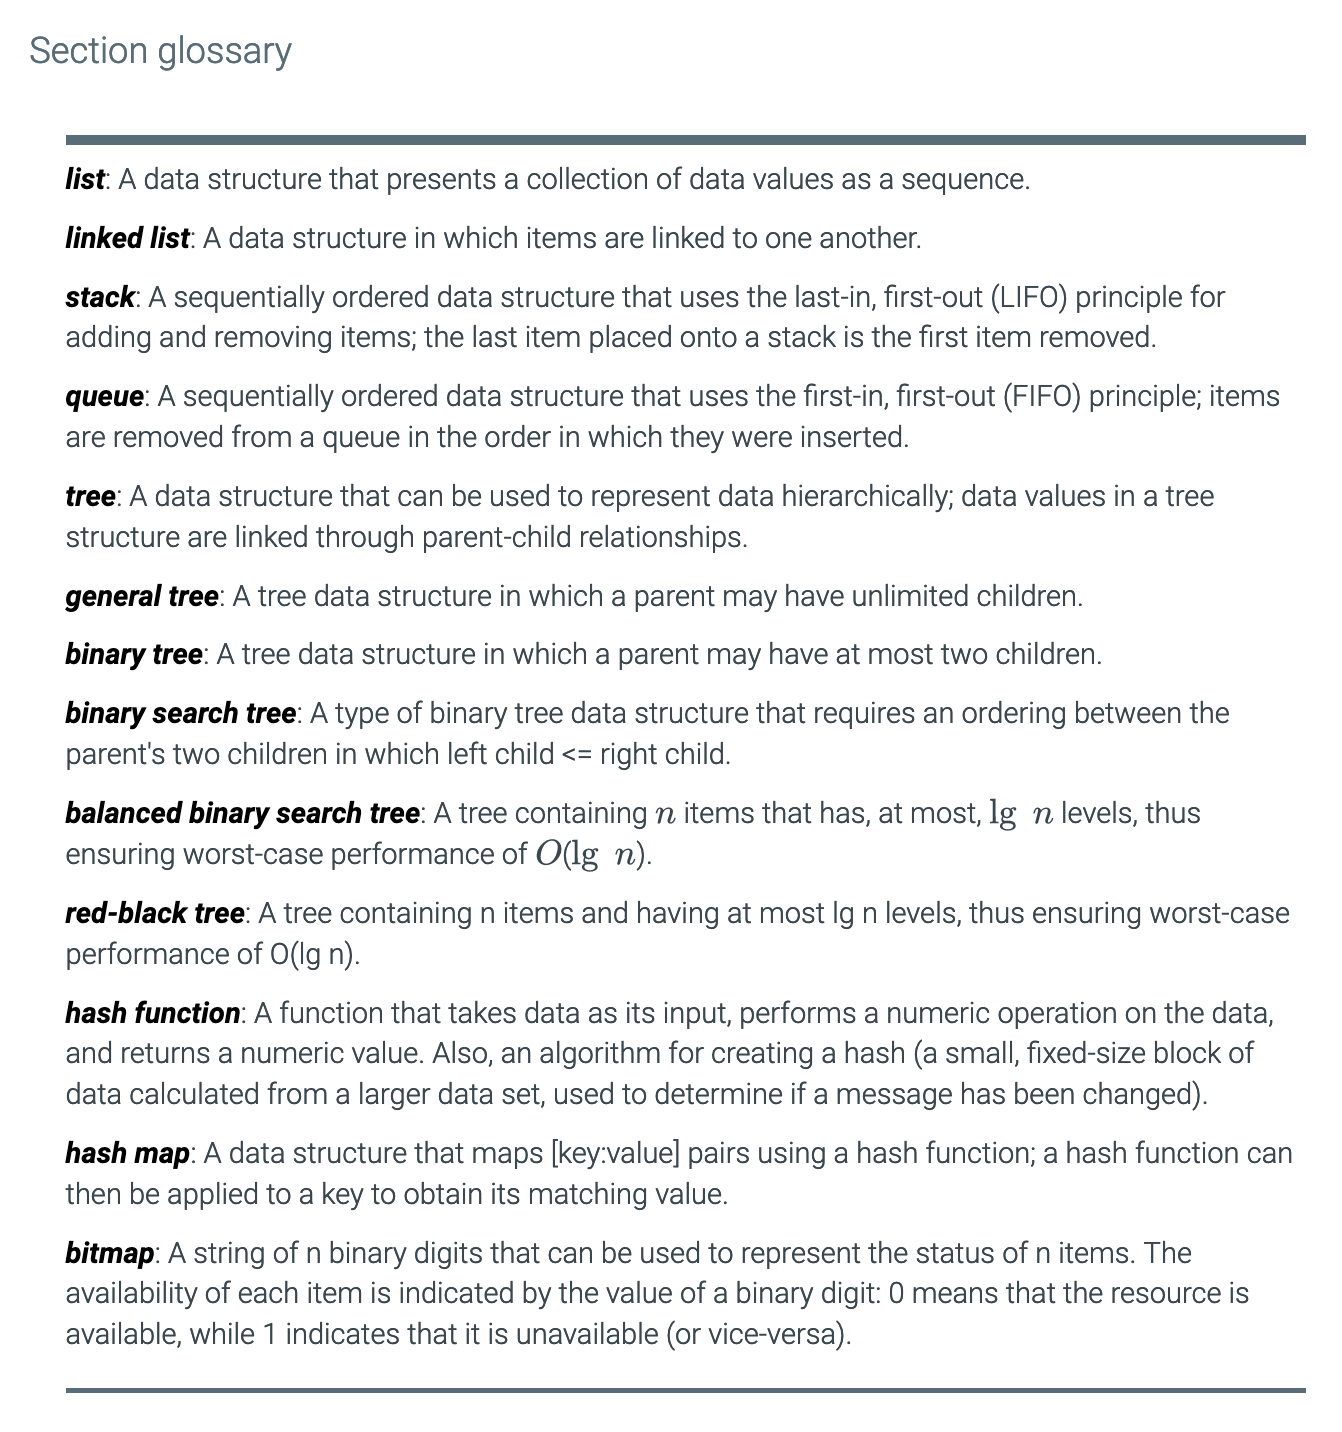 Section glossary
list: A data structure that presents a collection of data values as a sequence.
linked list: A data structure in which items are linked to one another.
stack: A sequentially ordered data structure that uses the last-in, first-out (LIFO) principle for
adding and removing items; the last item placed onto a stack is the first item removed.
queue: A sequentially ordered data structure that uses the first-in, first-out (FIFO) principle; items
are removed from a queue in the order in which they were inserted.
tree: A data structure that can be used to represent data hierarchically; data values in a tree
structure are linked through parent-child relationships.
general tree: A tree data structure in which a parent may have unlimited children.
binary tree: A tree data structure in which a parent may have at most two children.
binary search tree: A type of binary tree data structure that requires an ordering between the
parent's two children in which left child <= right child.
balanced binary search tree: A tree containing n items that has, at most, lg n levels, thus
ensuring worst-case performance of O(lg n).
red-black tree: A tree containing n items and having at most lg n levels, thus ensuring worst-case
performance of O(lg n).
hash function: A function that takes data as its input, performs a numeric operation on the data,
and returns a numeric value. Also, an algorithm for creating a hash (a small, fixed-size block of
data calculated from a larger data set, used to determine if a message has been changed).
hash map: A data structure that maps [key:value] pairs using a hash function; a hash function can
then be applied to a key to obtain its matching value.
bitmap: A string of n binary digits that can be used to represent the status of n items. The
availability of each item is indicated by the value of a binary digit: 0 means that the resource is
available, while 1 indicates that it is unavailable (or vice-versa).